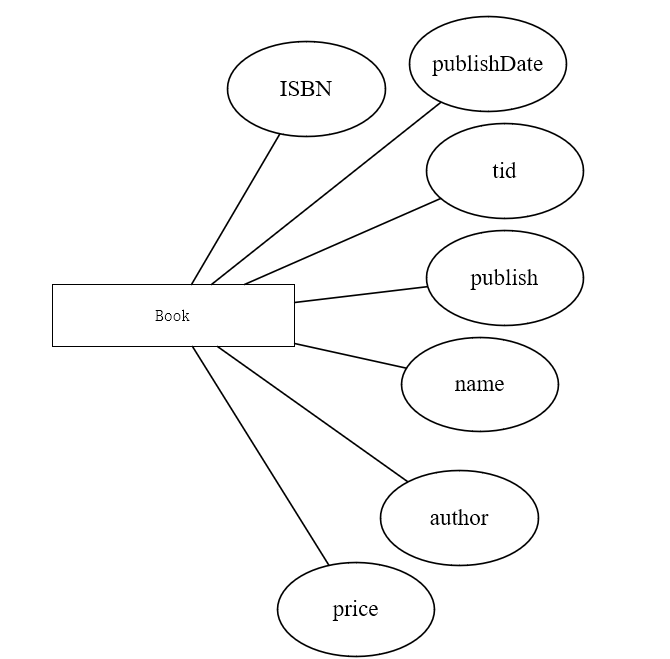 publishDate
ISBN
tid
publish
Book
name
author
price